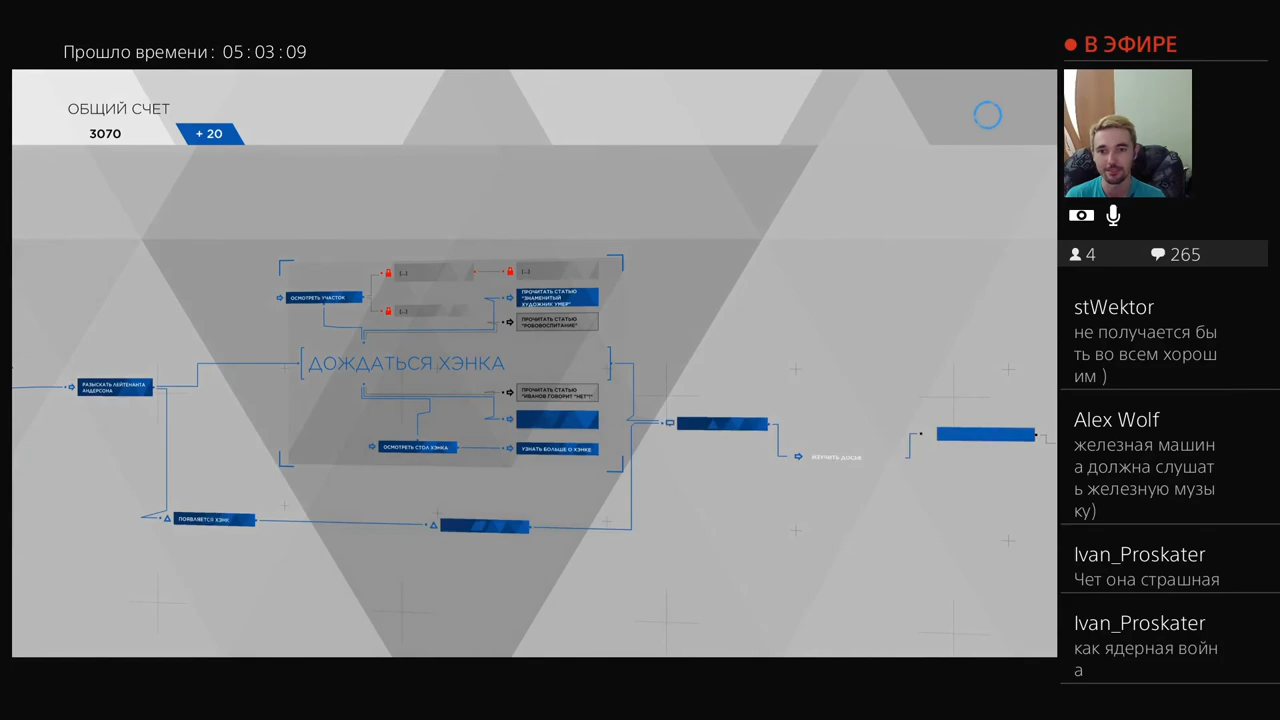 Прошло времени: 05:03:09
В ЭФИРЕ
ОБЩИЙ СЧЕТ
3070
+ 20
4
265
[...]
[...]
ОСМОТРЕТЬ УЧАСТОК
ПРОЧИТАТЬ СТАТЬЮ
"ЗНАМЕНИТЫЙ
ХУДОЖНИК УМЕР"
[...]
ПРОЧИТАТЬ СТАТЬЮ
"РОБОВОСПИТАНИЕ"
ДОЖДАТЬСЯ ХЭНКА
РАЗЫСКАТЬ ЛЕЙТЕНАНТА
АНДЕРСОНА
ПРОЧИТАТЬ СТАТЬЮ
"ИВАНОВ ГОВОРИТ "НЕТ"!"
ОСМОТРЕТЬ СТОЛ ХЭНКА
УЗНАТЬ БОЛЬШЕ О ХЭНКЕ
ИЗУЧИТЬ ДОСЬЕ
ПОЯВЛЯЕТСЯ ХЭНК
stWektor
не получается бы
ть во всем хорош
им )
Alex Wolf
железная машин
а должна слушат
ь железную музы
ку)
Ivan_Proskater
Чет она страшная
Ivan_Proskater
как ядерная войн
а